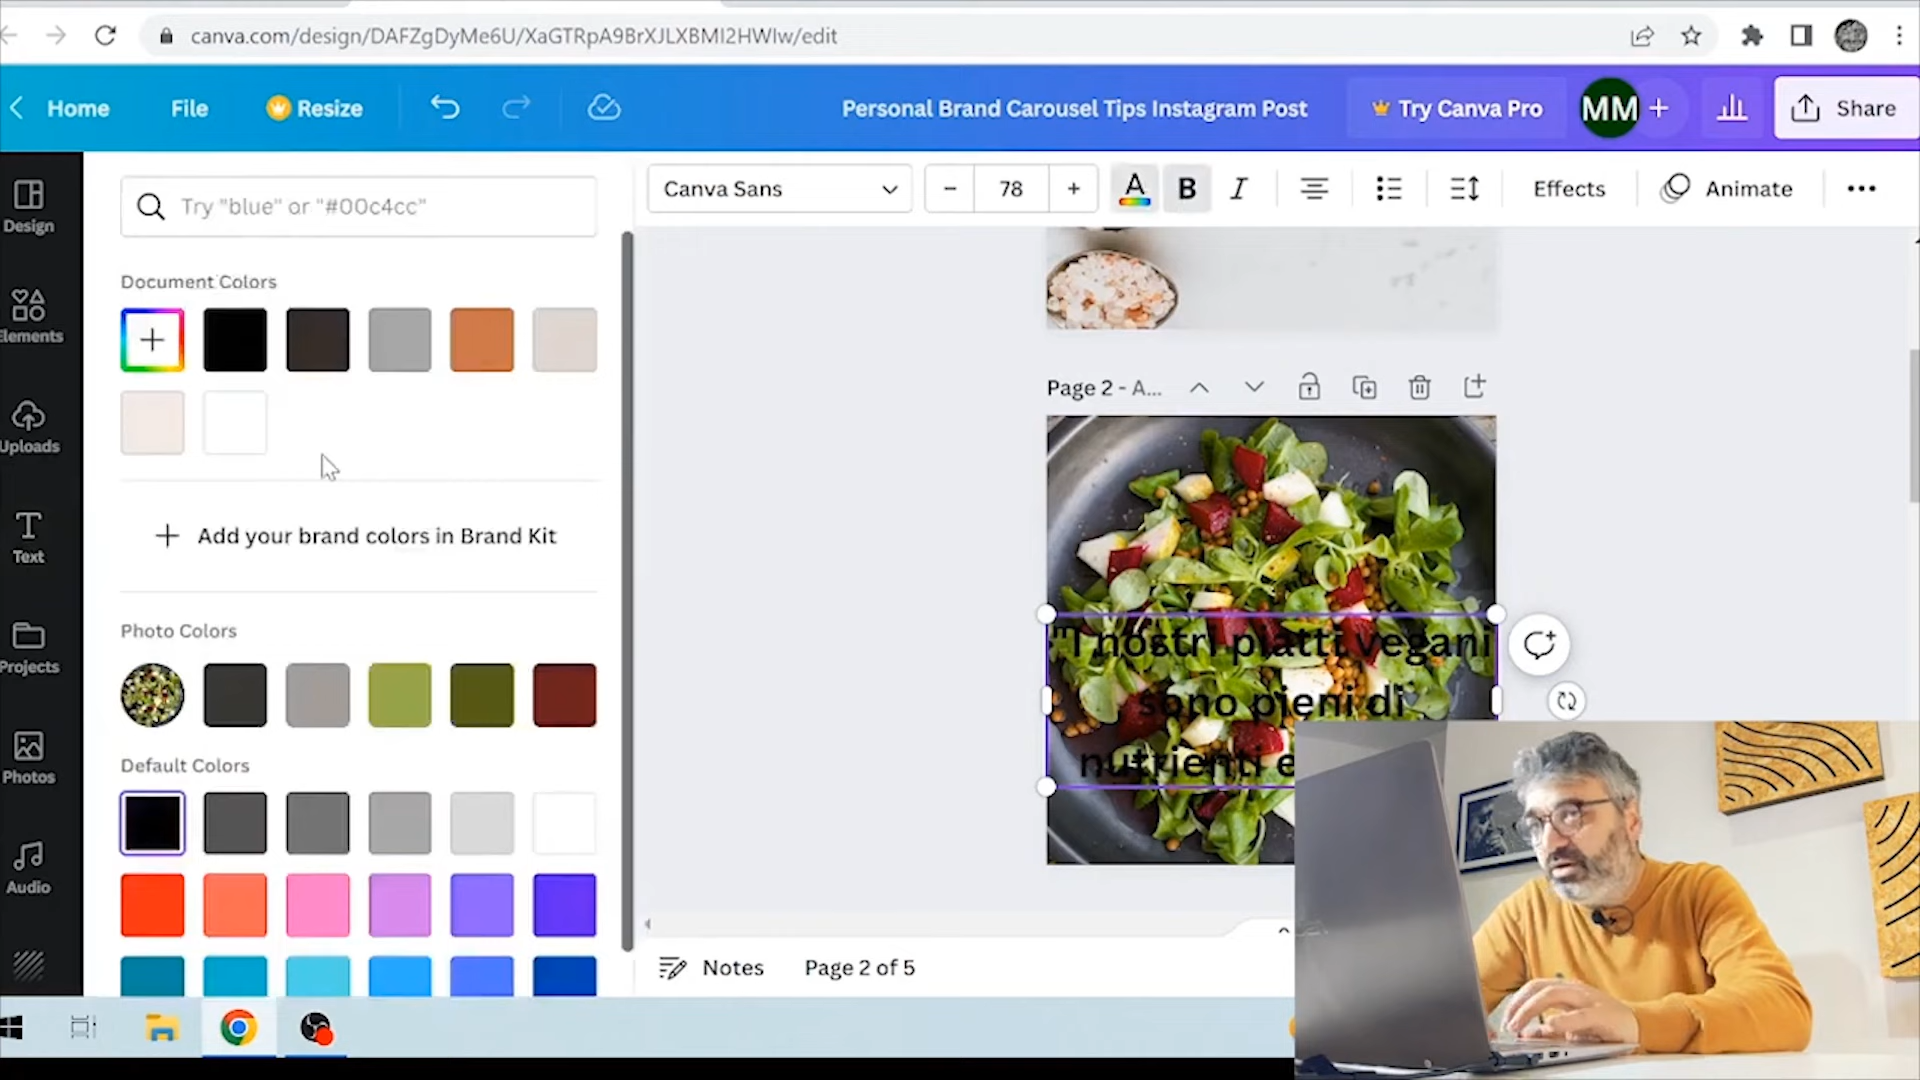 canva.com/design/DAFZgDyMe6U/XaGTRpA9BrXJLXBMI2HWIw/edit
Home File Resize Personal Brand Carousel Tips Instagram Post Try Canva Pro MM + Share
Canva Sans − 78 + A B I Effects Animate
Try "blue" or "#00c4cc"
Design
Elements
Uploads
Text
Projects
Photos
Audio
Document Colors
+ Add your brand colors in Brand Kit
Photo Colors
Default Colors
Page 2 - A...
"I nostri piatti vegani
sono pieni di
nutrienti e
Notes Page 2 of 5